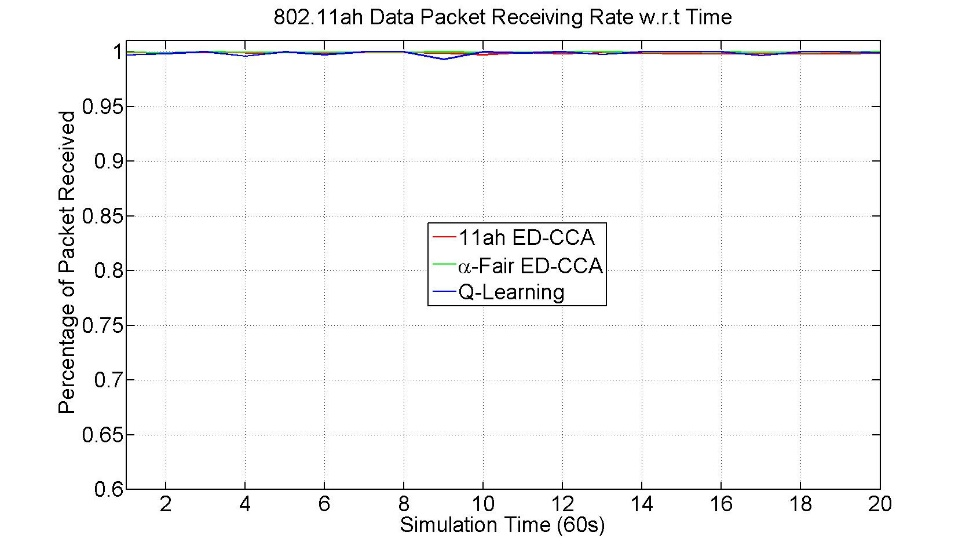 802.11ah Data Packet Receiving Rate w.r.t Time
Percentage of Packet Received
1
0.95
0.9
0.85
0.8
0.75
0.7
0.65
0.6
11ah ED-CCA
α-Fair ED-CCA
Q-Learning
2 4 6 8 10 12 14 16 18 20
Simulation Time (60s)